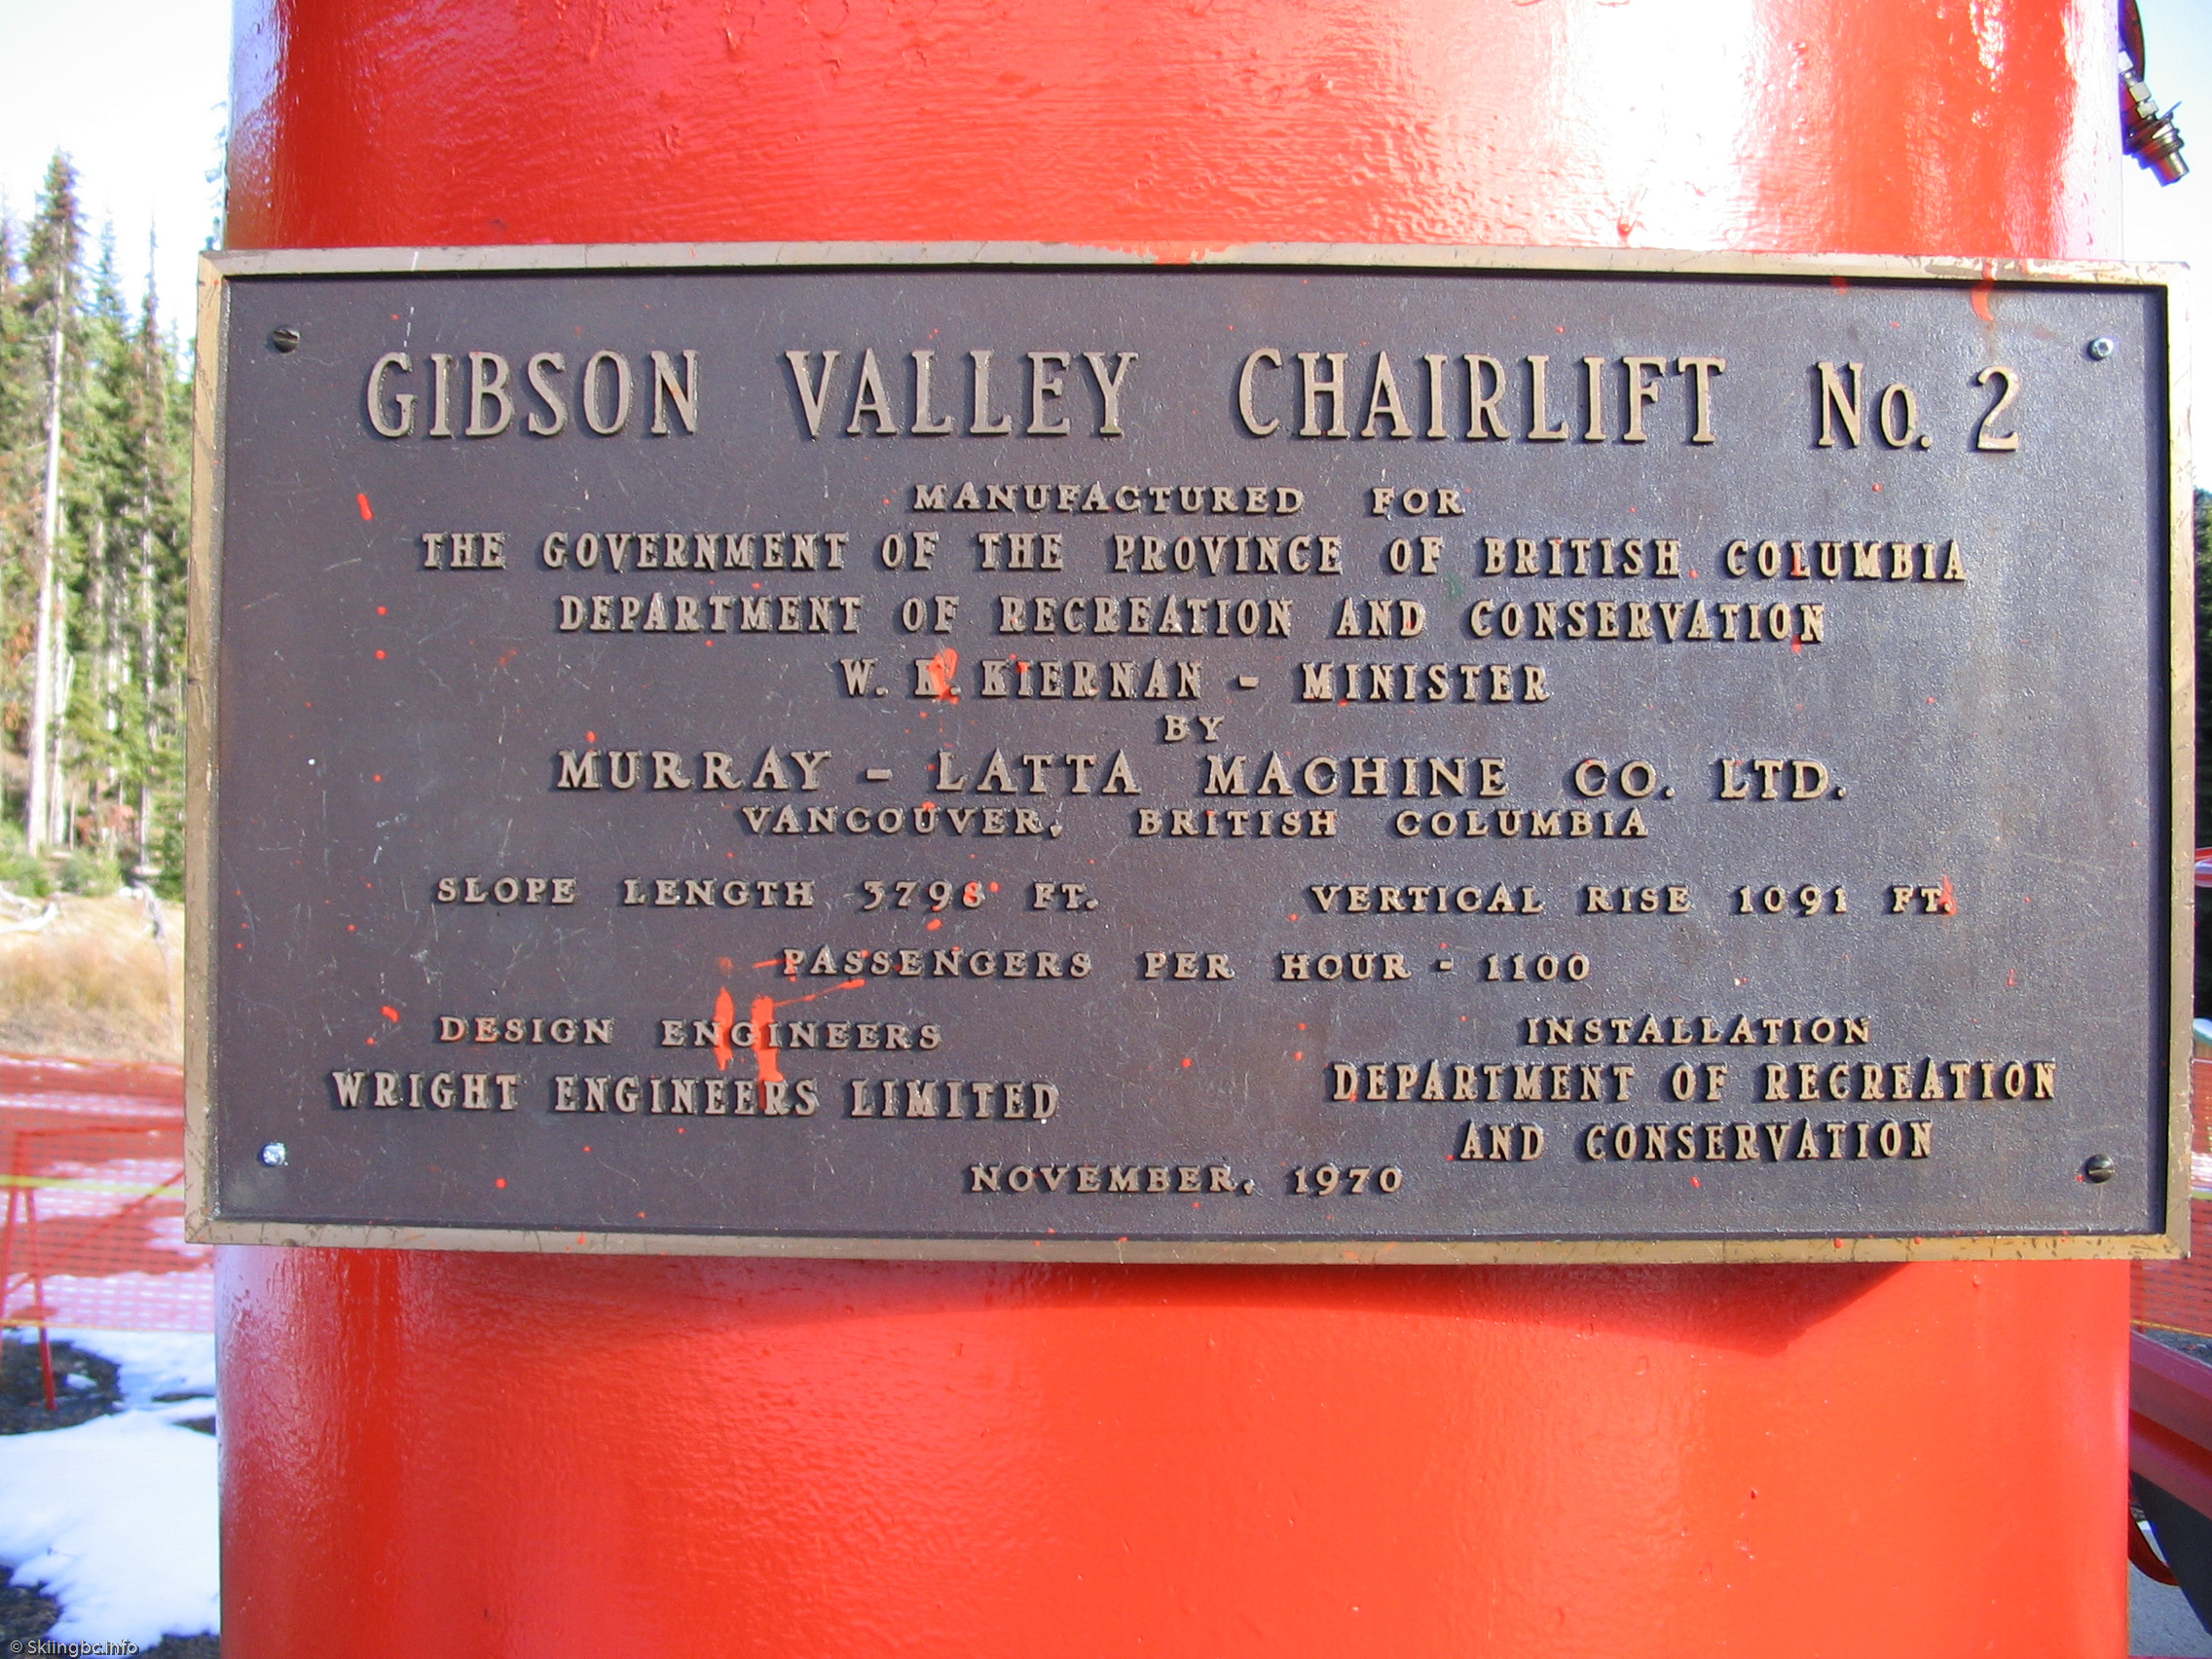 GIBSON VALLEY CHAIRLIFT No. 2
MANUFACTURED FOR
THE GOVERNMENT OF THE PROVINCE OF BRITISH COLUMBIA
DEPARTMENT OF RECREATION AND CONSERVATION
W. K. KIERNAN - MINISTER
BY
MURRAY - LATTA MACHINE CO. LTD.
VANCOUVER, BRITISH COLUMBIA
SLOPE LENGTH 3798 FT. VERTICAL RISE 1091 FT.
PASSENGERS PER HOUR - 1100
DESIGN ENGINEERS
WRIGHT ENGINEERS LIMITED
INSTALLATION
DEPARTMENT OF RECREATION
AND CONSERVATION
NOVEMBER, 1970
© Skiingbc.info